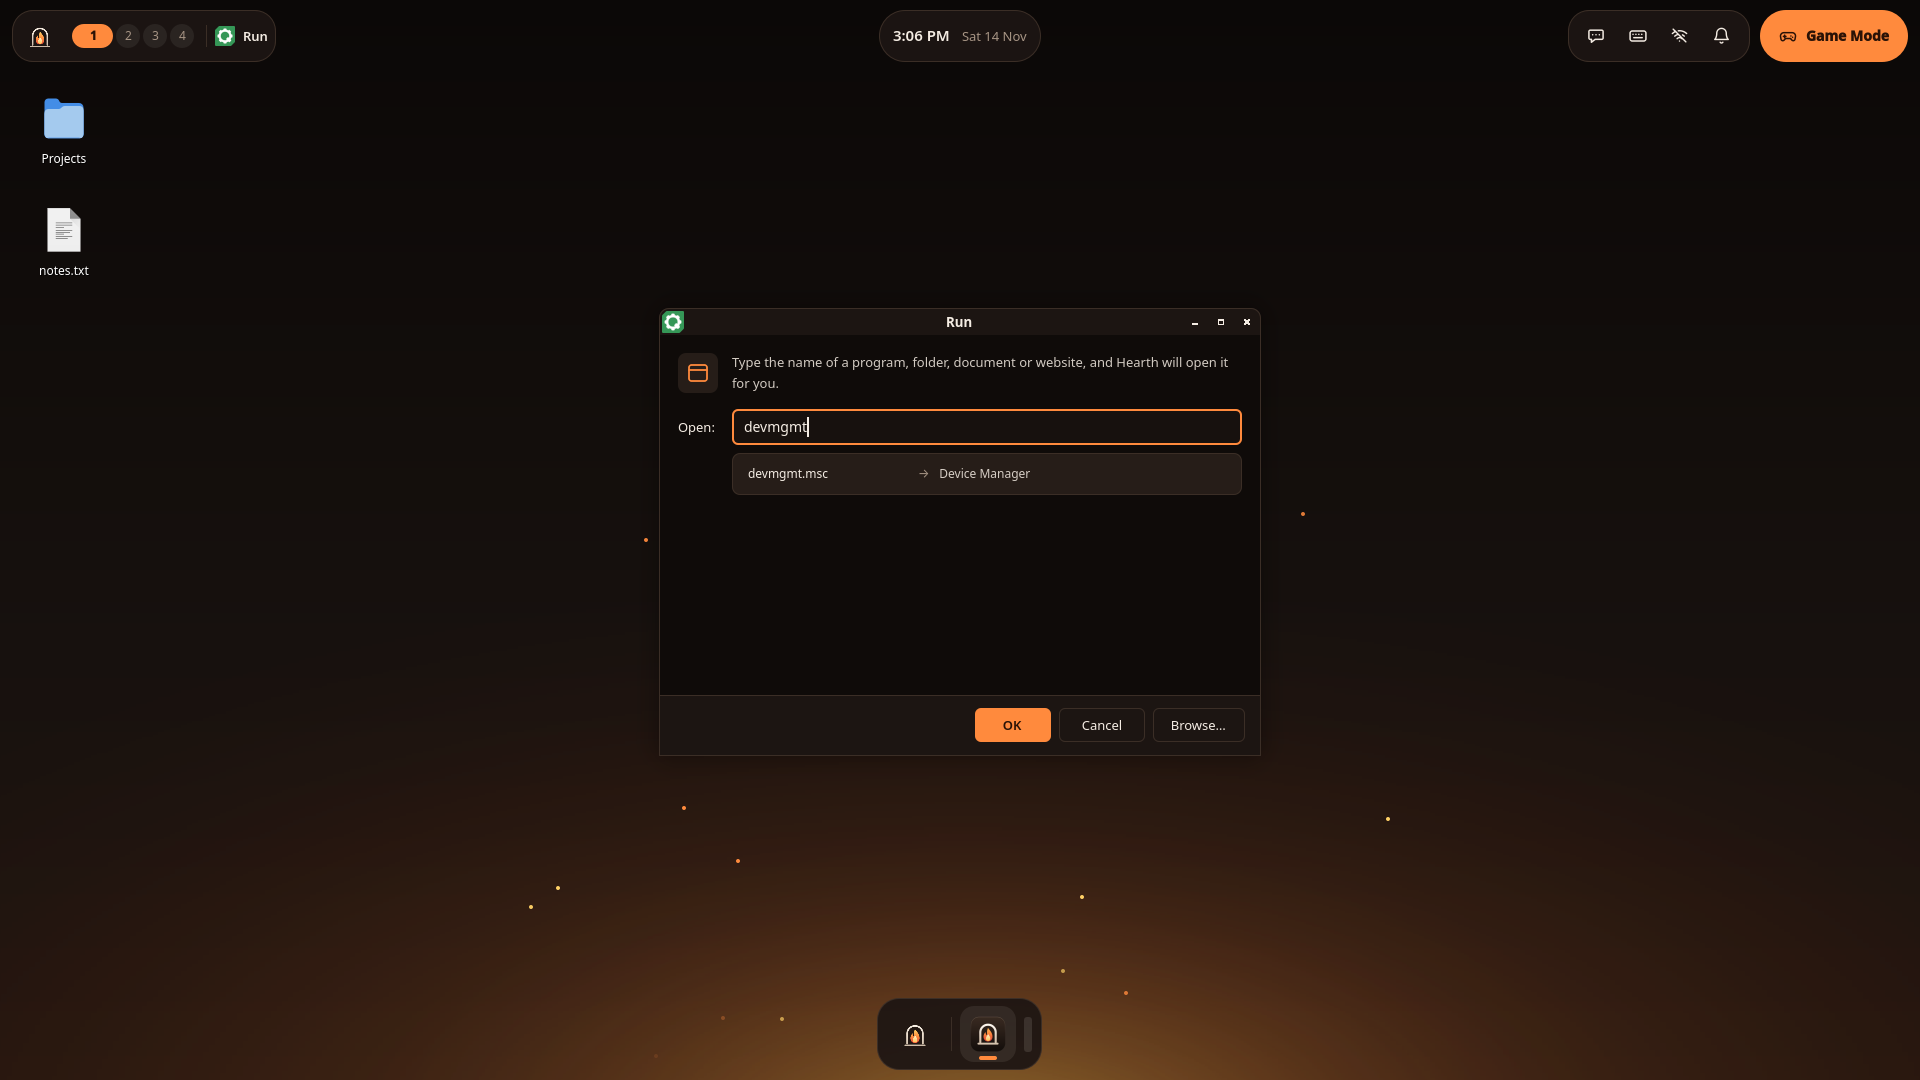 1 2 3 4 Run
3:06 PM Sat 14 Nov
Game Mode
Projects
notes.txt
Run
Type the name of a program, folder, document or website, and Hearth will open it
for you.
Open: devmgmt
devmgmt.msc → Device Manager
OK Cancel Browse...